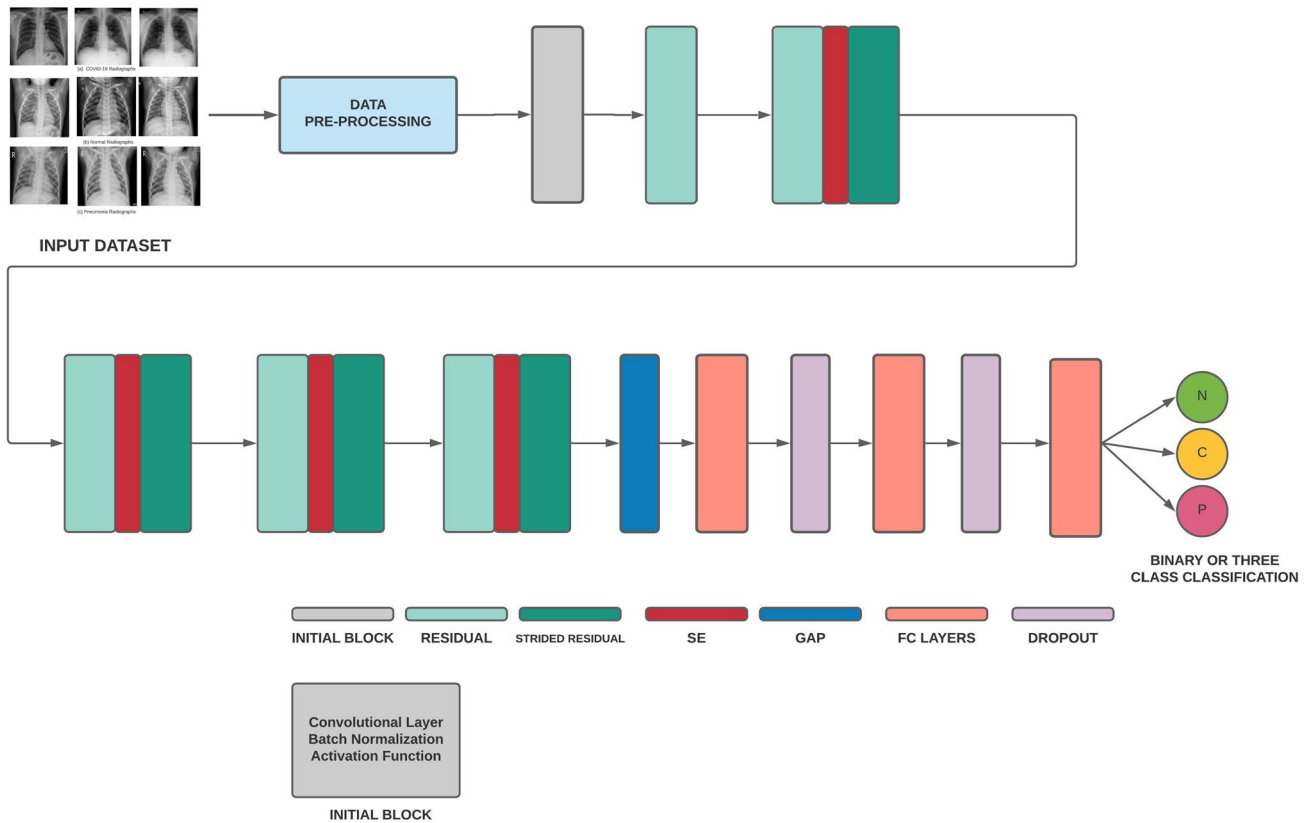 (a) COVID-19 Radiographs
(b) Normal Radiographs
R
R
R
(c) Pneumonia Radiographs
INPUT DATASET
DATA
PRE-PROCESSING
N
C
P
BINARY OR THREE
CLASS CLASSIFICATION
INITIAL BLOCK
RESIDUAL
STRIDED RESIDUAL
SE
GAP
FC LAYERS
DROPOUT
Convolutional Layer
Batch Normalization
Activation Function
INITIAL BLOCK